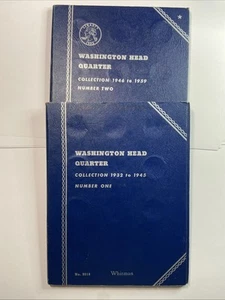 WASHINGTON HEAD
QUARTER
COLLECTION 1946 to 1959
NUMBER TWO
WASHINGTON HEAD
QUARTER
COLLECTION 1932 to 1945
NUMBER ONE
Whitman